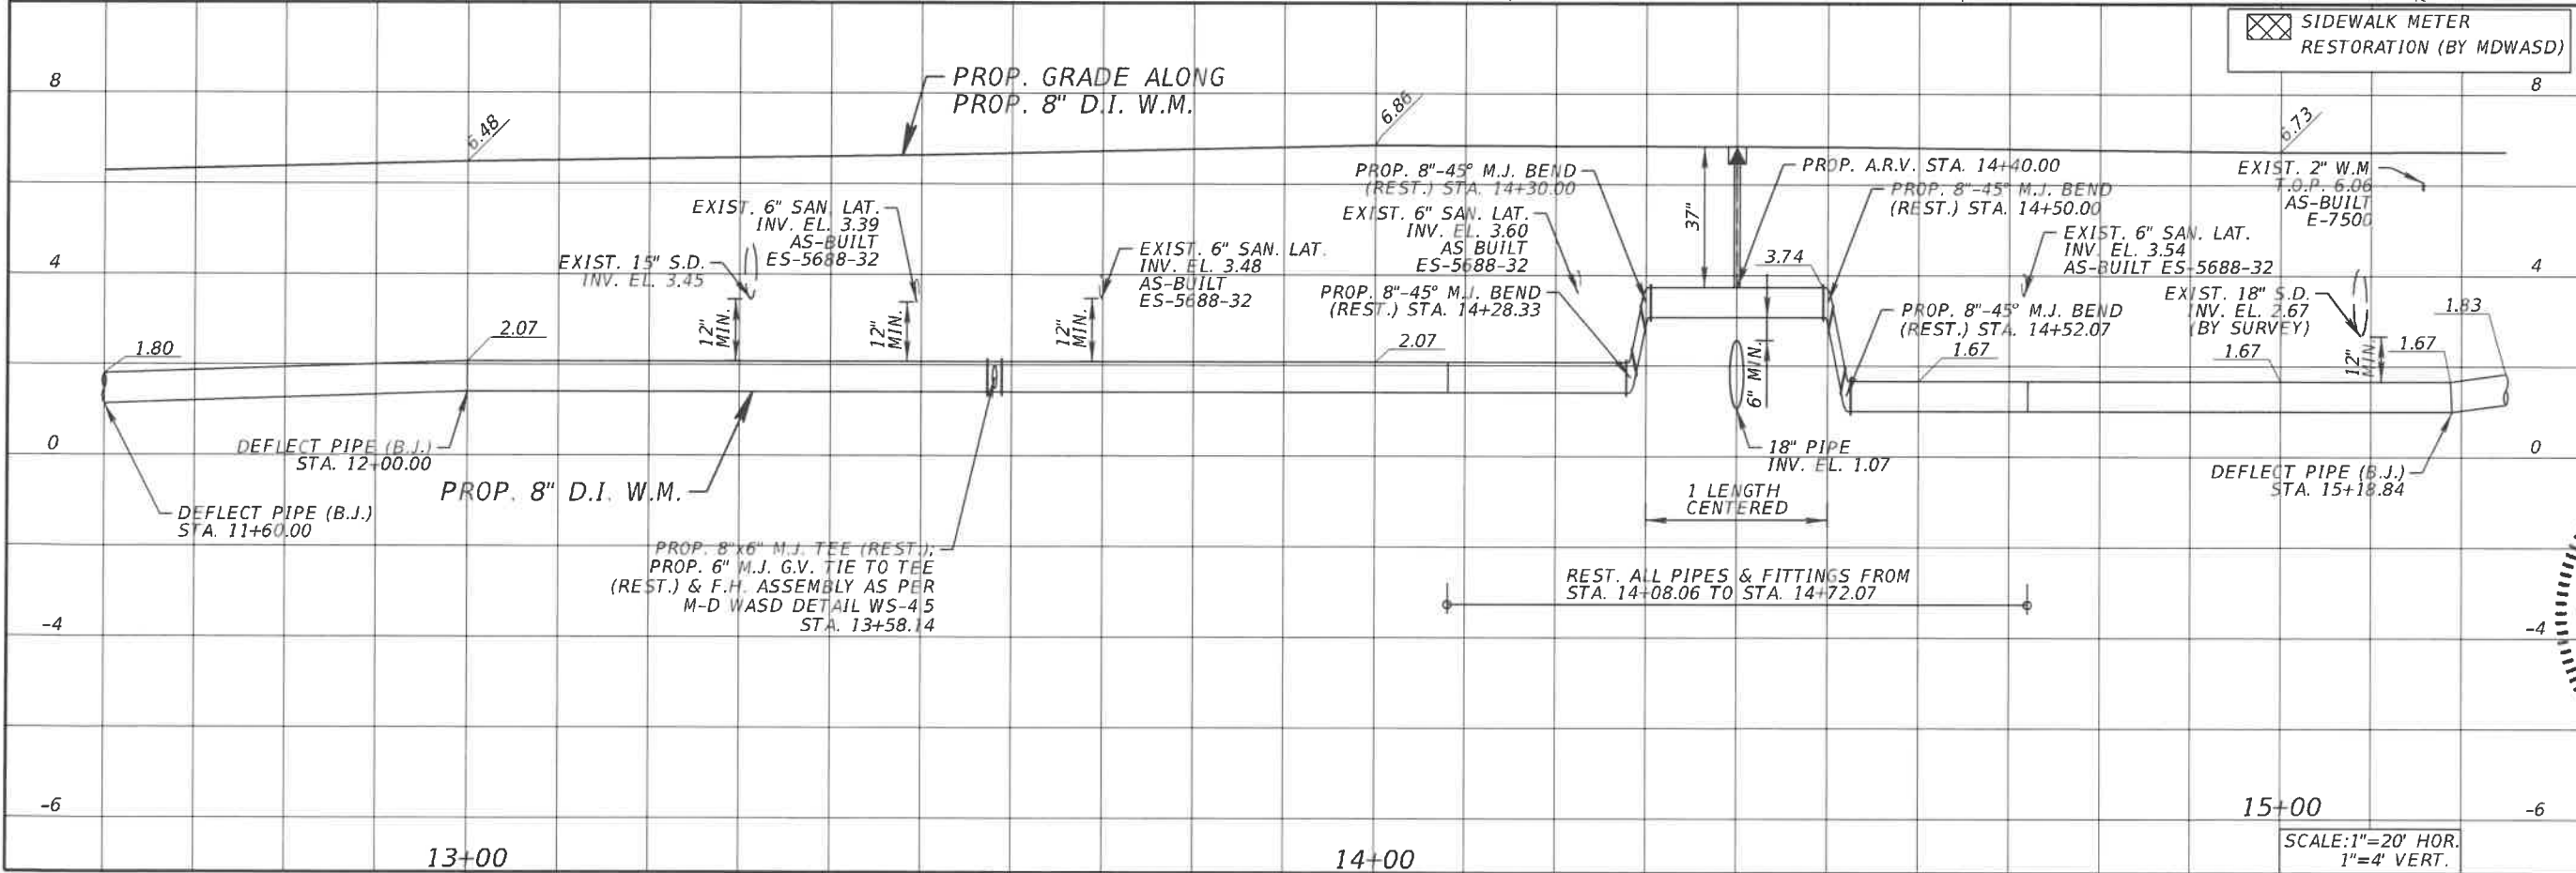 SIDEWALK METER
RESTORATION (BY MDWASD)
8
8
PROP. GRADE ALONG
PROP. 8" D.I. W.M.
6.48
6.86
6.73
PROP. 8"-45° M.J. BEND
(REST.) STA. 14+30.00
PROP. A.R.V. STA. 14+40.00
EXIST. 2" W.M
T.O.P. 6.06
AS-BUILT
E-7500
PROP. 8"-45° M.J. BEND
(REST.) STA. 14+50.00
37"
EXIST. 6" SAN. LAT.
INV. EL. 3.39
AS-BUILT
ES-5688-32
EXIST. 6" SAN. LAT.
INV. EL. 3.60
AS BUILT
ES-5688-32
EXIST. 15" S.D.
INV. EL. 3.45
EXIST. 6" SAN. LAT.
INV. EL. 3.48
AS-BUILT
ES-5688-32
EXIST. 6" SAN. LAT.
INV. EL. 3.54
AS-BUILT ES-5688-32
4
4
3.74
PROP. 8"-45° M.J. BEND
(REST.) STA. 14+28.33
PROP. 8"-45° M.J. BEND
(REST.) STA. 14+52.07
EXIST. 18" S.D.
INV. EL. 2.67
(BY SURVEY)
12"
MIN.
12"
MIN.
12"
MIN.
12"
MIN.
6" MIN.
1.80
2.07
2.07
1.67
1.67
1.67
1.83
0
0
DEFLECT PIPE (B.J.)
STA. 12+00.00
PROP. 8" D.I. W.M.
DEFLECT PIPE (B.J.)
STA. 11+60.00
18" PIPE
INV. EL. 1.07
1 LENGTH
CENTERED
DEFLECT PIPE (B.J.)
STA. 15+18.84
PROP. 8"x6" M.J. TEE (REST.);
PROP. 6" M.J. G.V. TIE TO TEE
(REST.) & F.H. ASSEMBLY AS PER
M-D WASD DETAIL WS-4.5
STA. 13+58.14
REST. ALL PIPES & FITTINGS FROM
STA. 14+08.06 TO STA. 14+72.07
-4
-4
-6
-6
13+00
14+00
15+00
SCALE:1"=20' HOR.
1"=4' VERT.